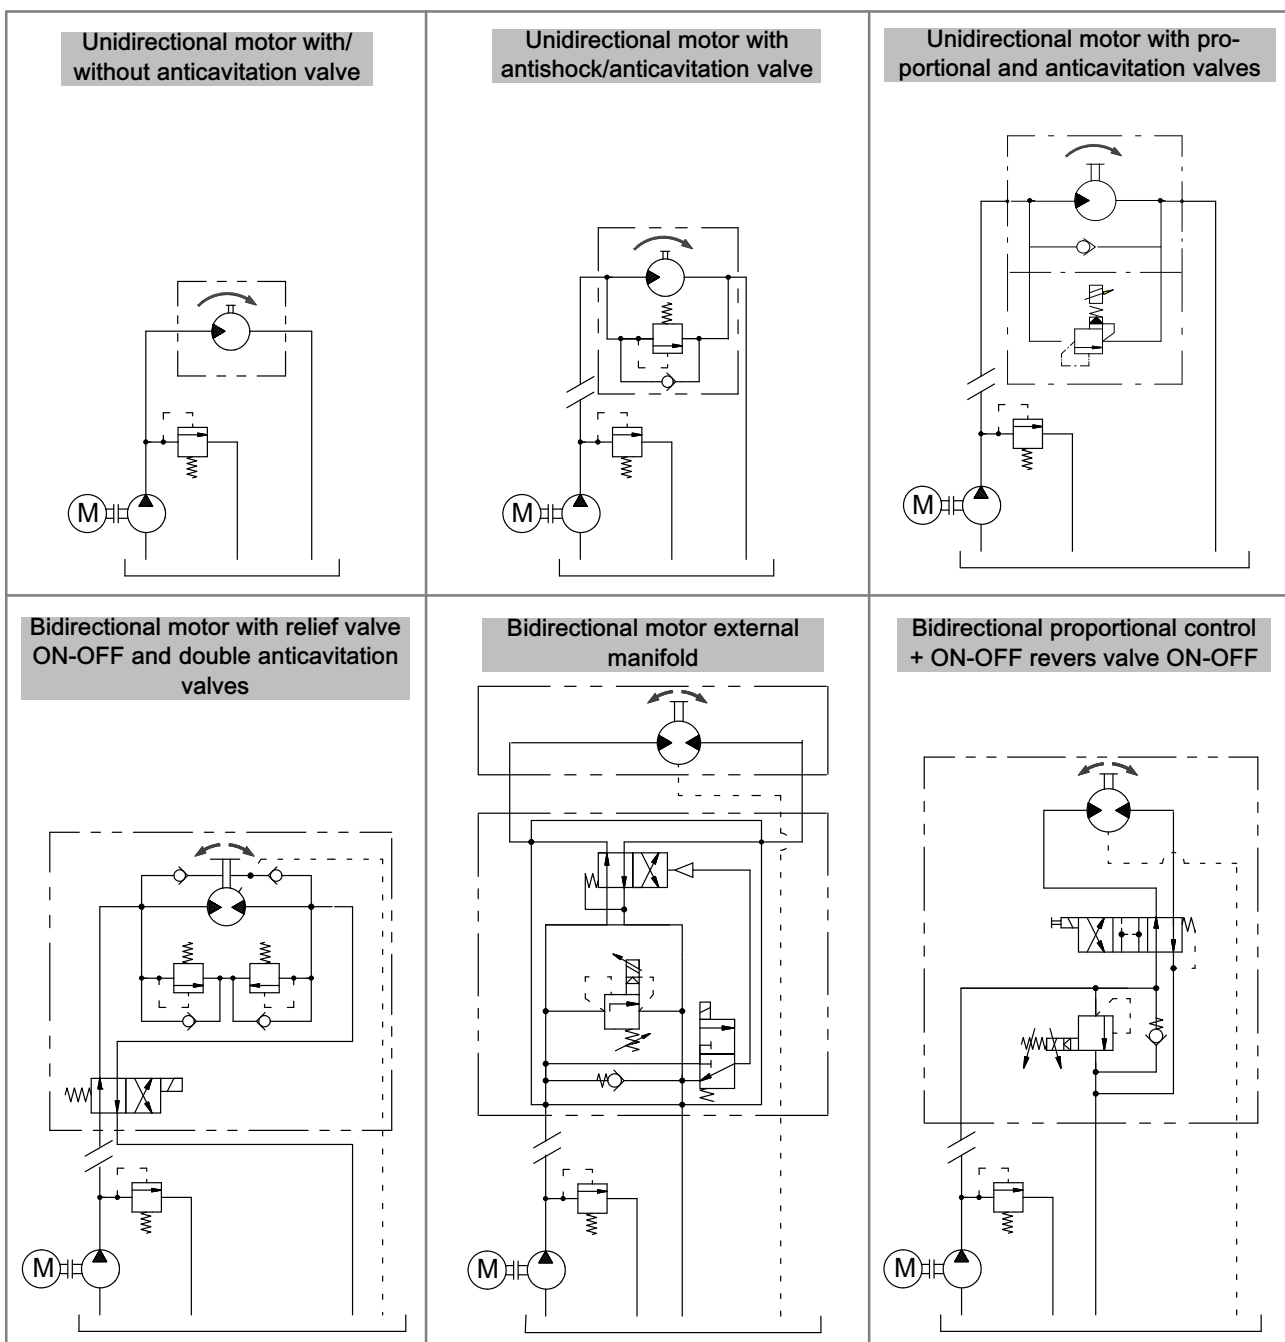 Unidirectional motor with/
without anticavitation valve
Unidirectional motor with
antishock/anticavitation valve
Unidirectional motor with pro-
portional and anticavitation valves
M
M
M
Bidirectional motor with relief valve
ON-OFF and double anticavitation
valves
Bidirectional motor external
manifold
Bidirectional proportional control
+ ON-OFF revers valve ON-OFF
M
M
M